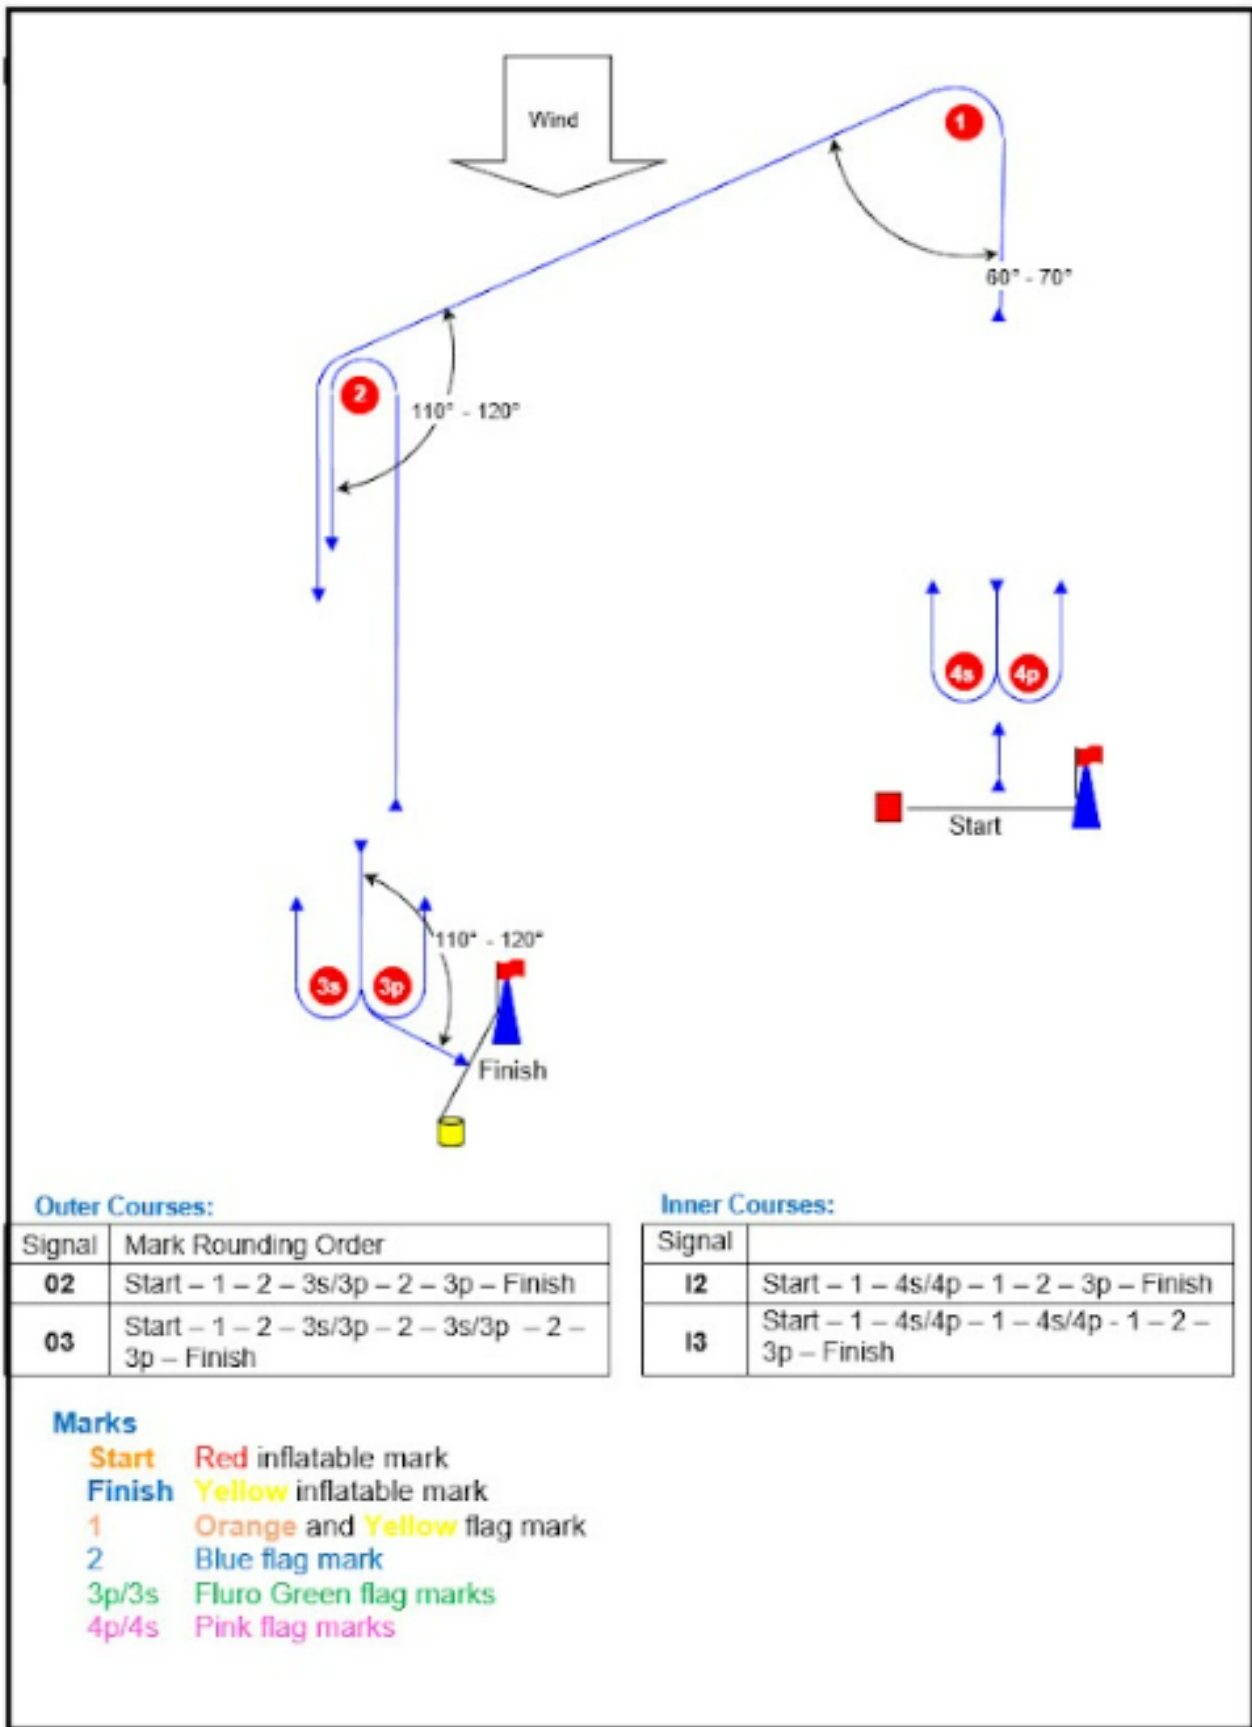 Wind
1
60° - 70°
2
110° - 120°
4s 4p
Start
110° - 120°
3s 3p
Finish
Outer Courses:
Signal Mark Rounding Order
02 Start – 1 – 2 – 3s/3p – 2 – 3p – Finish
03 Start – 1 – 2 – 3s/3p – 2 – 3s/3p – 2 –
3p – Finish
Inner Courses:
Signal
I2 Start – 1 – 4s/4p – 1 – 2 – 3p – Finish
I3 Start – 1 – 4s/4p – 1 – 4s/4p - 1 – 2 –
3p – Finish
Marks
Start Red inflatable mark
Finish Yellow inflatable mark
1 Orange and Yellow flag mark
2 Blue flag mark
3p/3s Fluro Green flag marks
4p/4s Pink flag marks